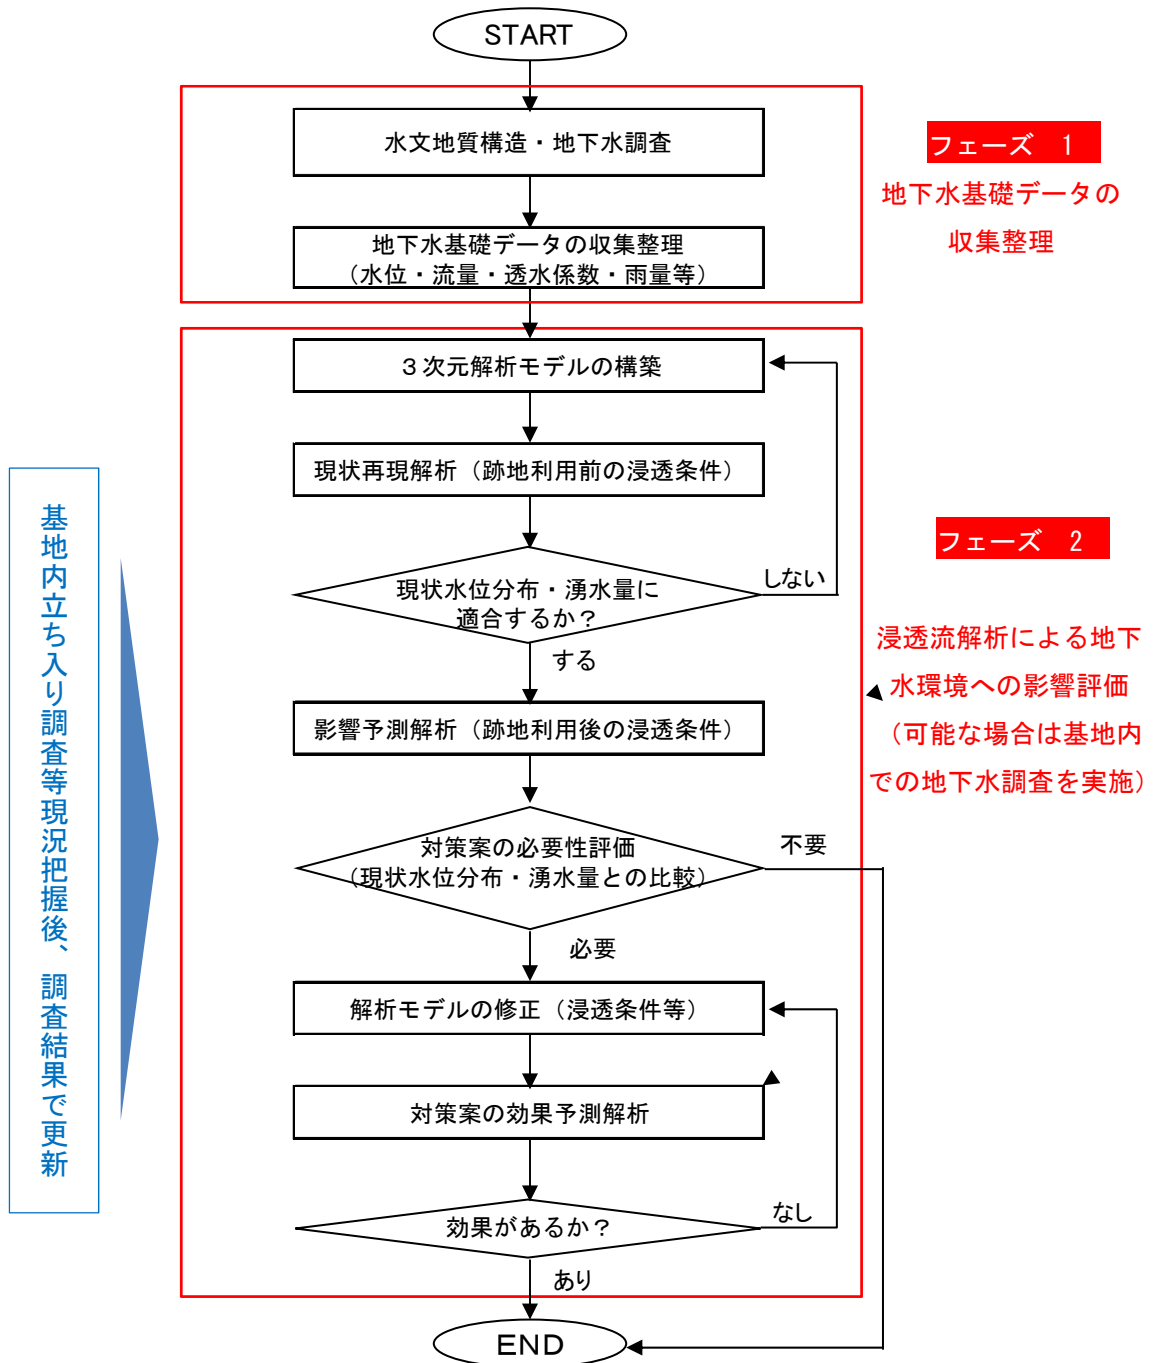 START
水文地質構造・地下水調査
地下水基礎データの収集整理
（水位・流量・透水係数・雨量等）
フェーズ　1
地下水基礎データの
収集整理
３次元解析モデルの構築
現状再現解析（跡地利用前の浸透条件）
現状水位分布・湧水量に
適合するか？
しない
する
影響予測解析（跡地利用後の浸透条件）
対策案の必要性評価
（現状水位分布・湧水量との比較）
不要
必要
解析モデルの修正（浸透条件等）
対策案の効果予測解析
効果があるか？
なし
あり
END
フェーズ　2
浸透流解析による地下
水環境への影響評価
（可能な場合は基地内
での地下水調査を実施）
基地内立ち入り調査等現況把握後、調査結果で更新